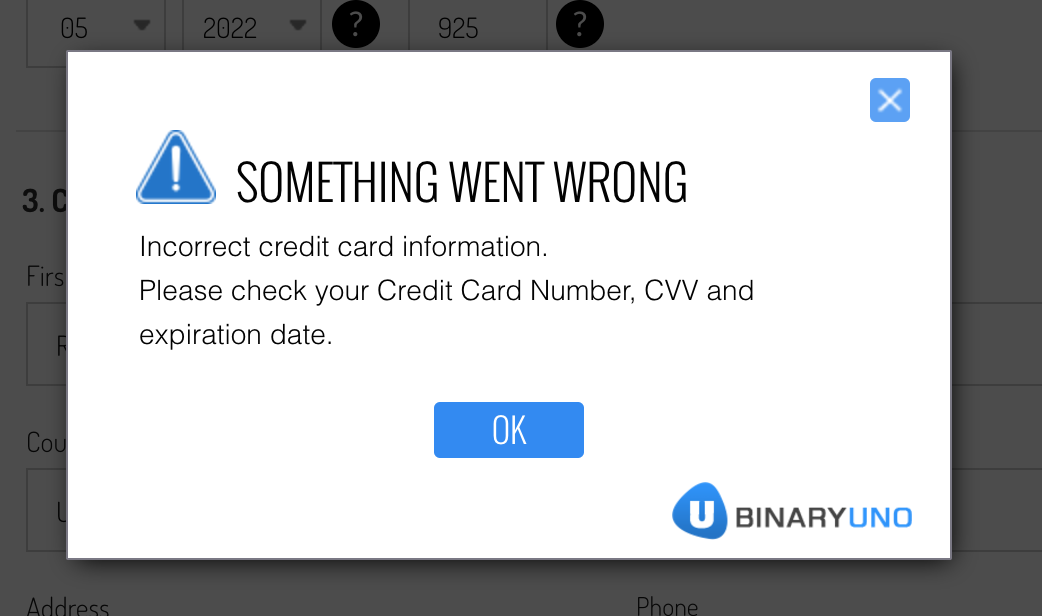 05 2022 ? 925 ?
SOMETHING WENT WRONG
Incorrect credit card information.
Please check your Credit Card Number, CVV and
expiration date.
OK
U BINARYUNO
3. C
Firs
Cou
Address Phone